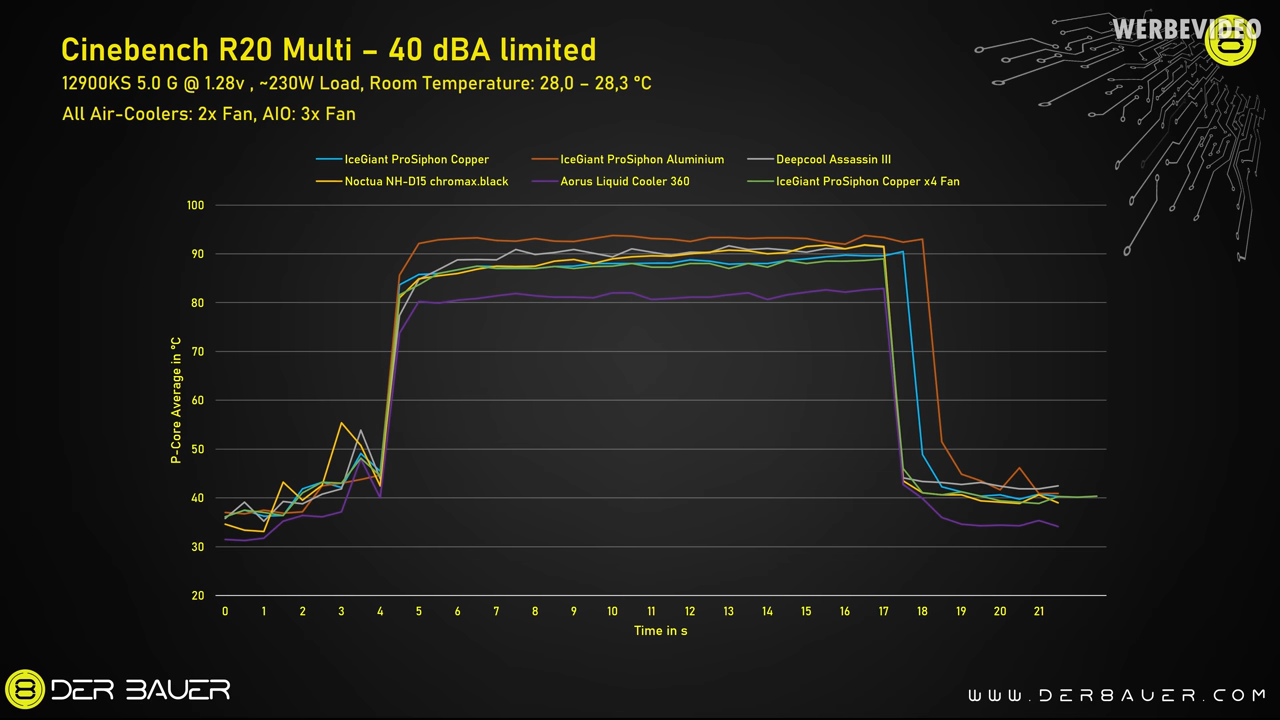 WERBEVIDEO
Cinebench R20 Multi – 40 dBA limited
12900KS 5.0 G @ 1.28v , ~230W Load, Room Temperature: 28,0 – 28,3 °C
All Air-Coolers: 2x Fan, AIO: 3x Fan
IceGiant ProSiphon Copper IceGiant ProSiphon Aluminium Deepcool Assassin III
Noctua NH-D15 chromax.black Aorus Liquid Cooler 360 IceGiant ProSiphon Copper x4 Fan
100
90
80
70
60
50
40
30
20
P-Core Average in °C
0 1 2 3 4 5 6 7 8 9 10 11 12 13 14 15 16 17 18 19 20 21
Time in s
8 DER BAUER
WWW.DER8AUER.COM